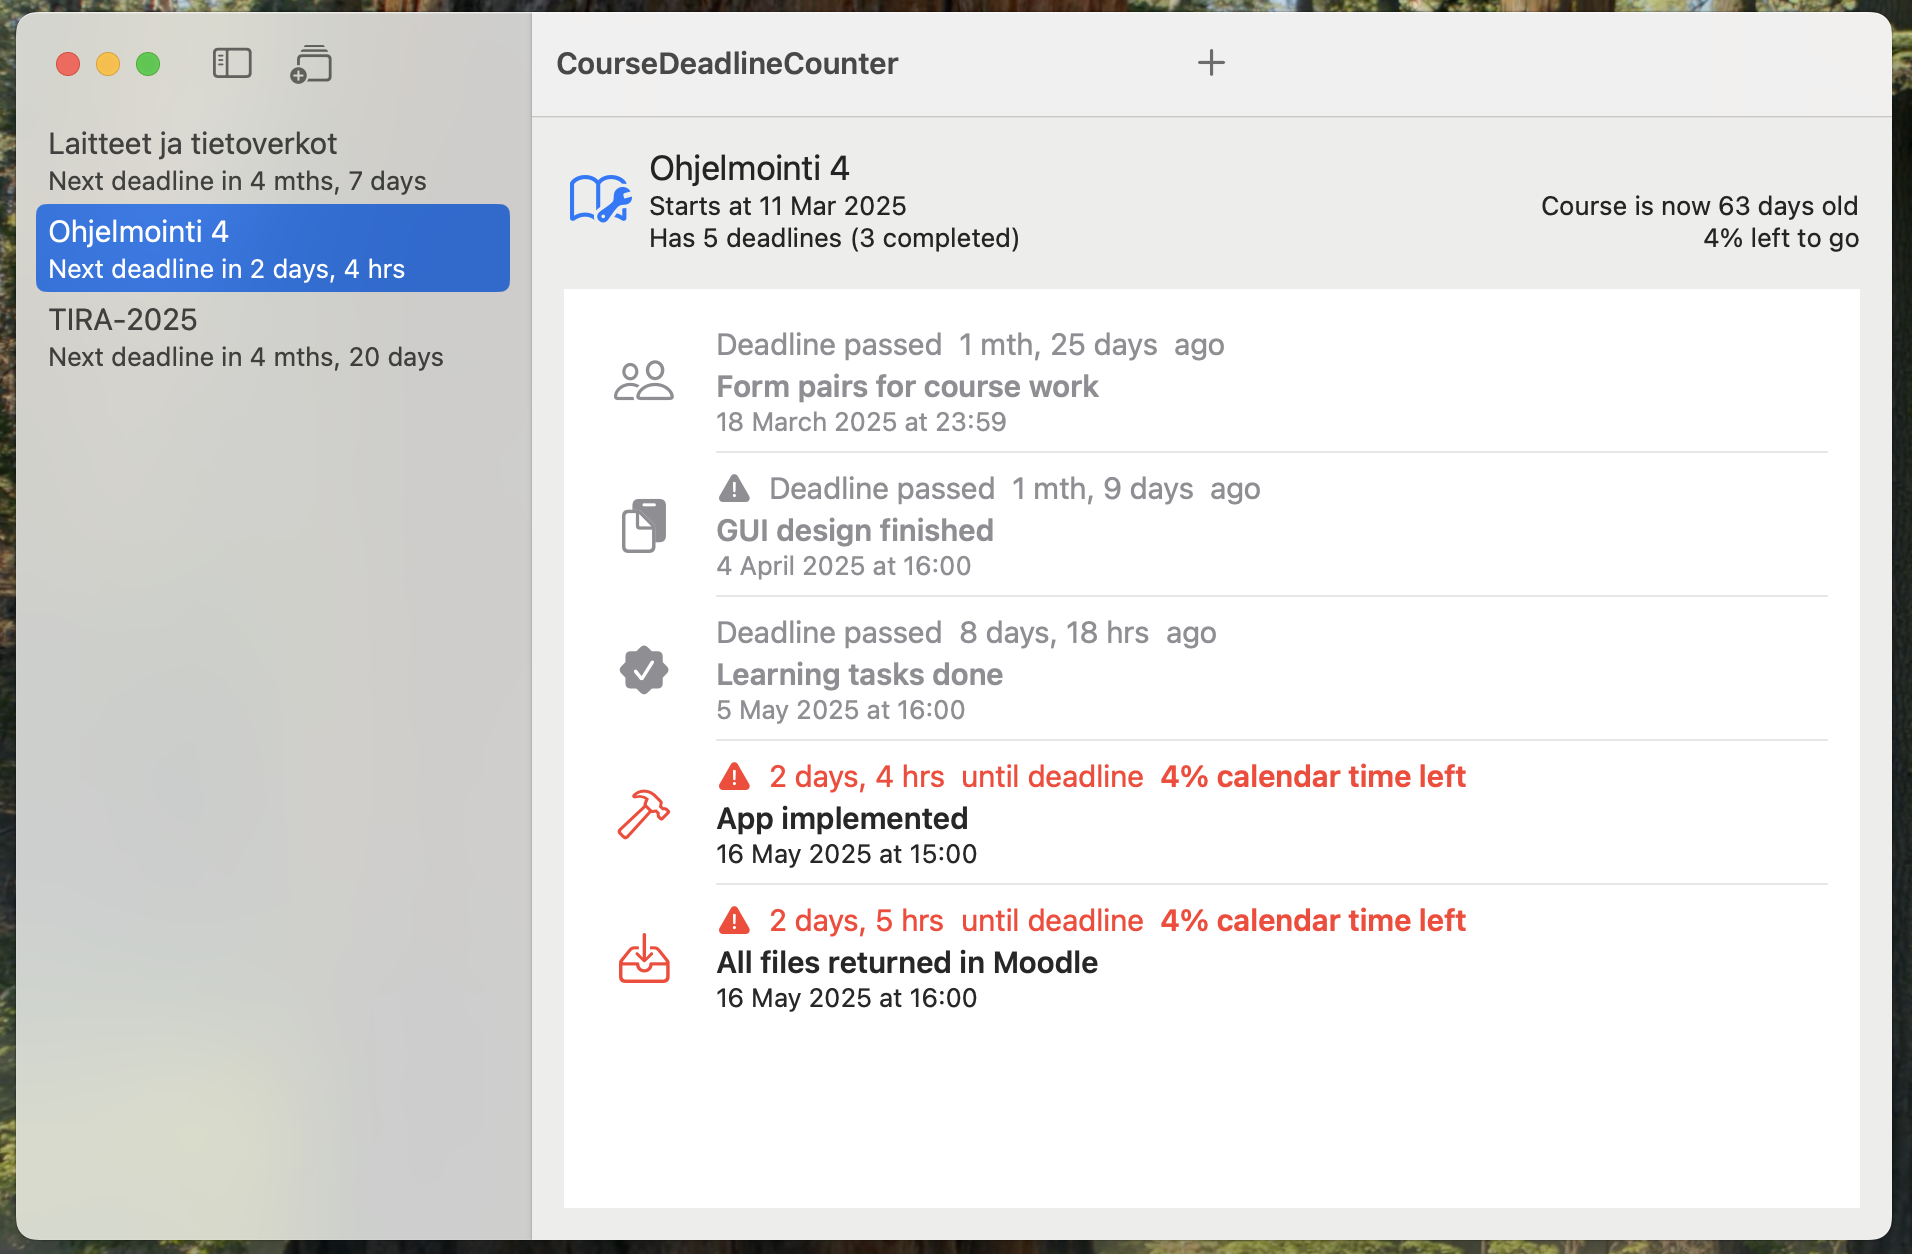 CourseDeadlineCounter
Laitteet ja tietoverkot
Next deadline in 4 mths, 7 days
Ohjelmointi 4
Next deadline in 2 days, 4 hrs
TIRA-2025
Next deadline in 4 mths, 20 days
Ohjelmointi 4
Starts at 11 Mar 2025
Has 5 deadlines (3 completed)
Course is now 63 days old
4% left to go
Deadline passed 1 mth, 25 days ago
Form pairs for course work
18 March 2025 at 23:59
Deadline passed 1 mth, 9 days ago
GUI design finished
4 April 2025 at 16:00
Deadline passed 8 days, 18 hrs ago
Learning tasks done
5 May 2025 at 16:00
2 days, 4 hrs until deadline 4% calendar time left
App implemented
16 May 2025 at 15:00
2 days, 5 hrs until deadline 4% calendar time left
All files returned in Moodle
16 May 2025 at 16:00